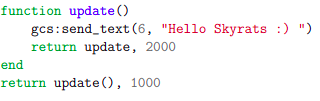 function update()
    gcs:send_text(6, "Hello Skyrats :) ")
    return update, 2000
end
return update(), 1000